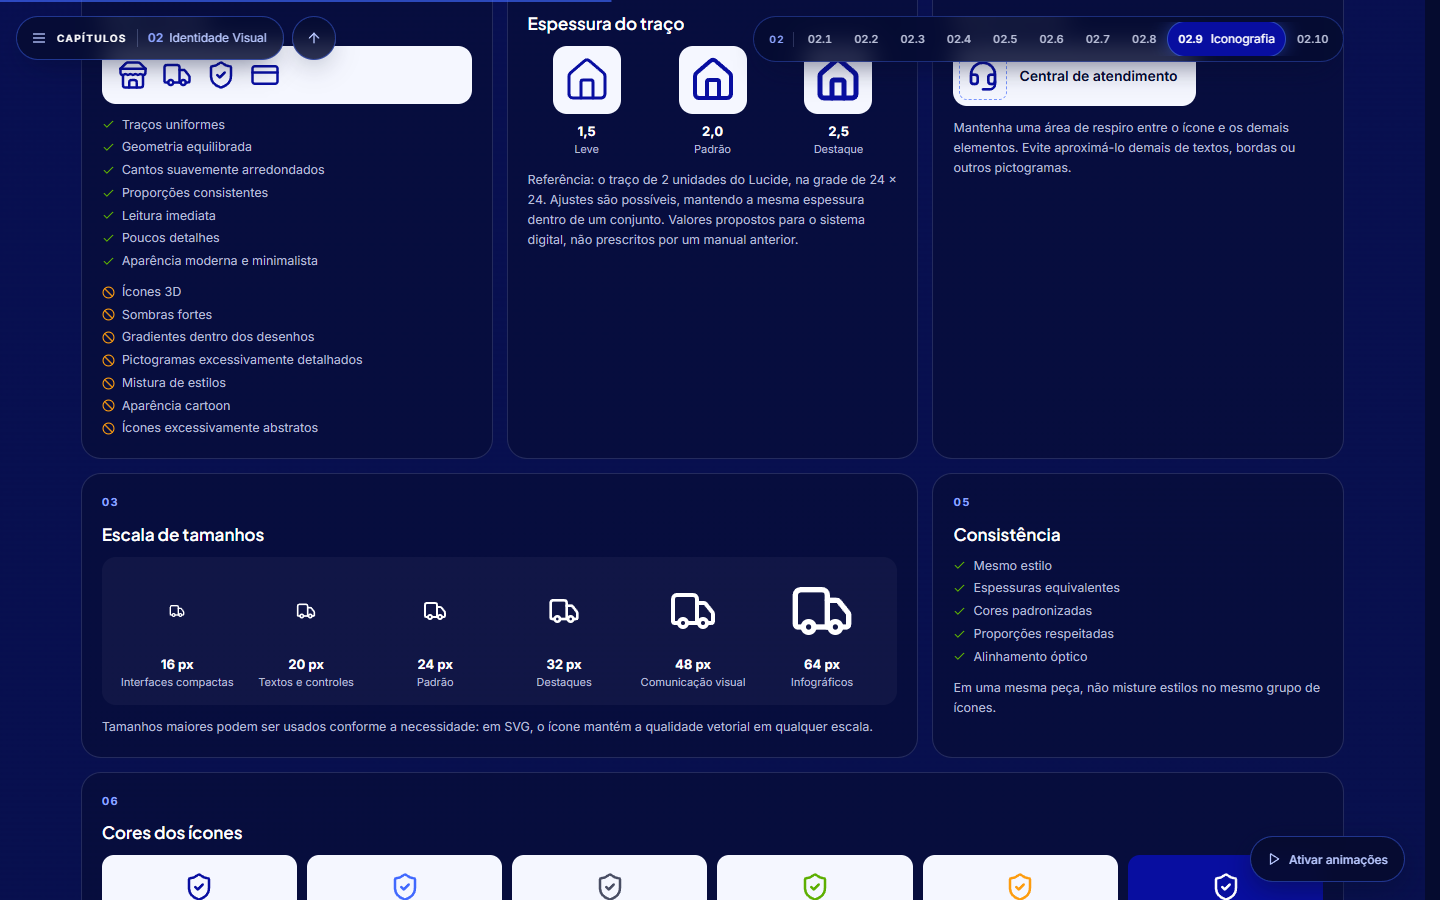 CAPÍTULOS
02 Identidade Visual
02
02.1
02.2
02.3
02.4
02.5
02.6
02.7
02.8
02.9 Iconografia
02.10
Traços uniformes
Geometria equilibrada
Cantos suavemente arredondados
Proporções consistentes
Leitura imediata
Poucos detalhes
Aparência moderna e minimalista
Ícones 3D
Sombras fortes
Gradientes dentro dos desenhos
Pictogramas excessivamente detalhados
Mistura de estilos
Aparência cartoon
Ícones excessivamente abstratos
Espessura do traço
1,5
Leve
2,0
Padrão
2,5
Destaque
Referência: o traço de 2 unidades do Lucide, na grade de 24 ×
24. Ajustes são possíveis, mantendo a mesma espessura
dentro de um conjunto. Valores propostos para o sistema
digital, não prescritos por um manual anterior.
Central de atendimento
Mantenha uma área de respiro entre o ícone e os demais
elementos. Evite aproximá-lo demais de textos, bordas ou
outros pictogramas.
03
Escala de tamanhos
16 px
Interfaces compactas
20 px
Textos e controles
24 px
Padrão
32 px
Destaques
48 px
Comunicação visual
64 px
Infográficos
Tamanhos maiores podem ser usados conforme a necessidade: em SVG, o ícone mantém a qualidade vetorial em qualquer escala.
05
Consistência
Mesmo estilo
Espessuras equivalentes
Cores padronizadas
Proporções respeitadas
Alinhamento óptico
Em uma mesma peça, não misture estilos no mesmo grupo de
ícones.
06
Cores dos ícones
Ativar animações